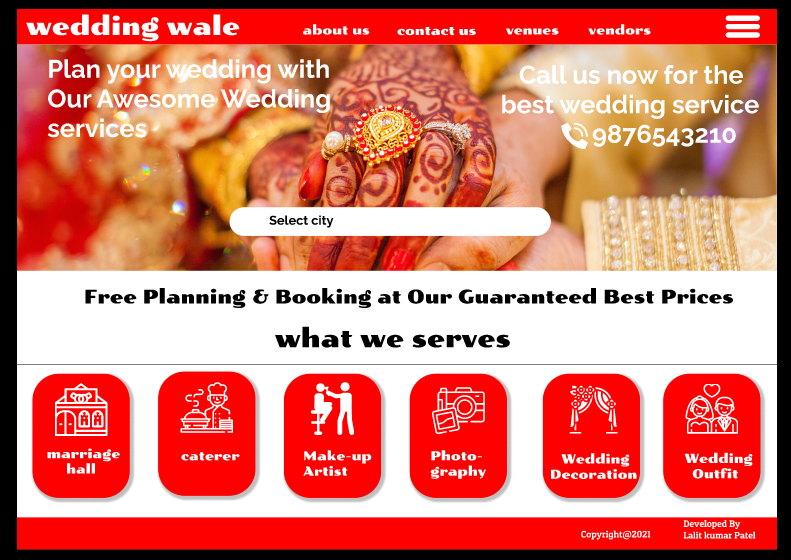 wedding wale
about us contact us venues vendors
Plan your wedding with
Our Awesome Wedding
services
Call us now for the
best wedding service
9876543210
Select city
Free Planning & Booking at Our Guaranteed Best Prices
what we serves
marriage
hall
caterer
Make-up
Artist
Photo-
graphy
Wedding
Decoration
Wedding
Outfit
Copyright@2021
Developed By
Lalit kumar Patel